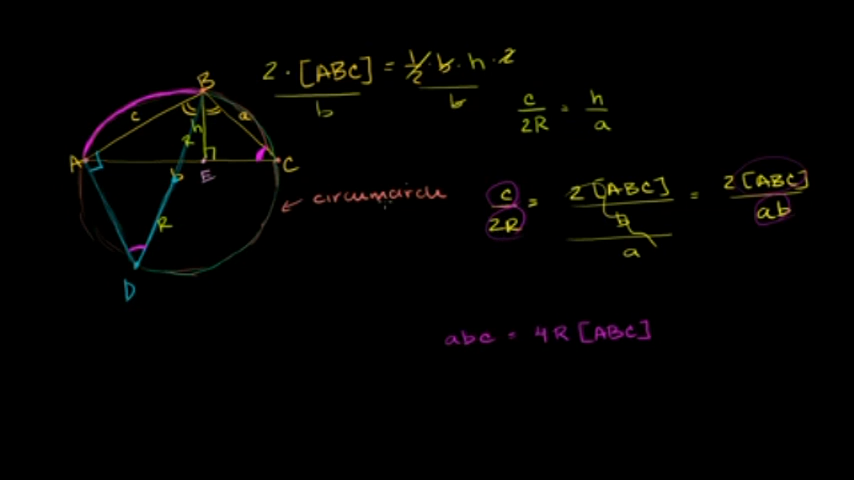 2 · [ABC] = 1/2 · b · h · 2
b b
c/2R = h/a
B
c a
h
R
A C
E
b
R
D
← circumcircle
c/2R = 2[ABC]/b / a = 2[ABC]/ab
abc = 4R [ABC]